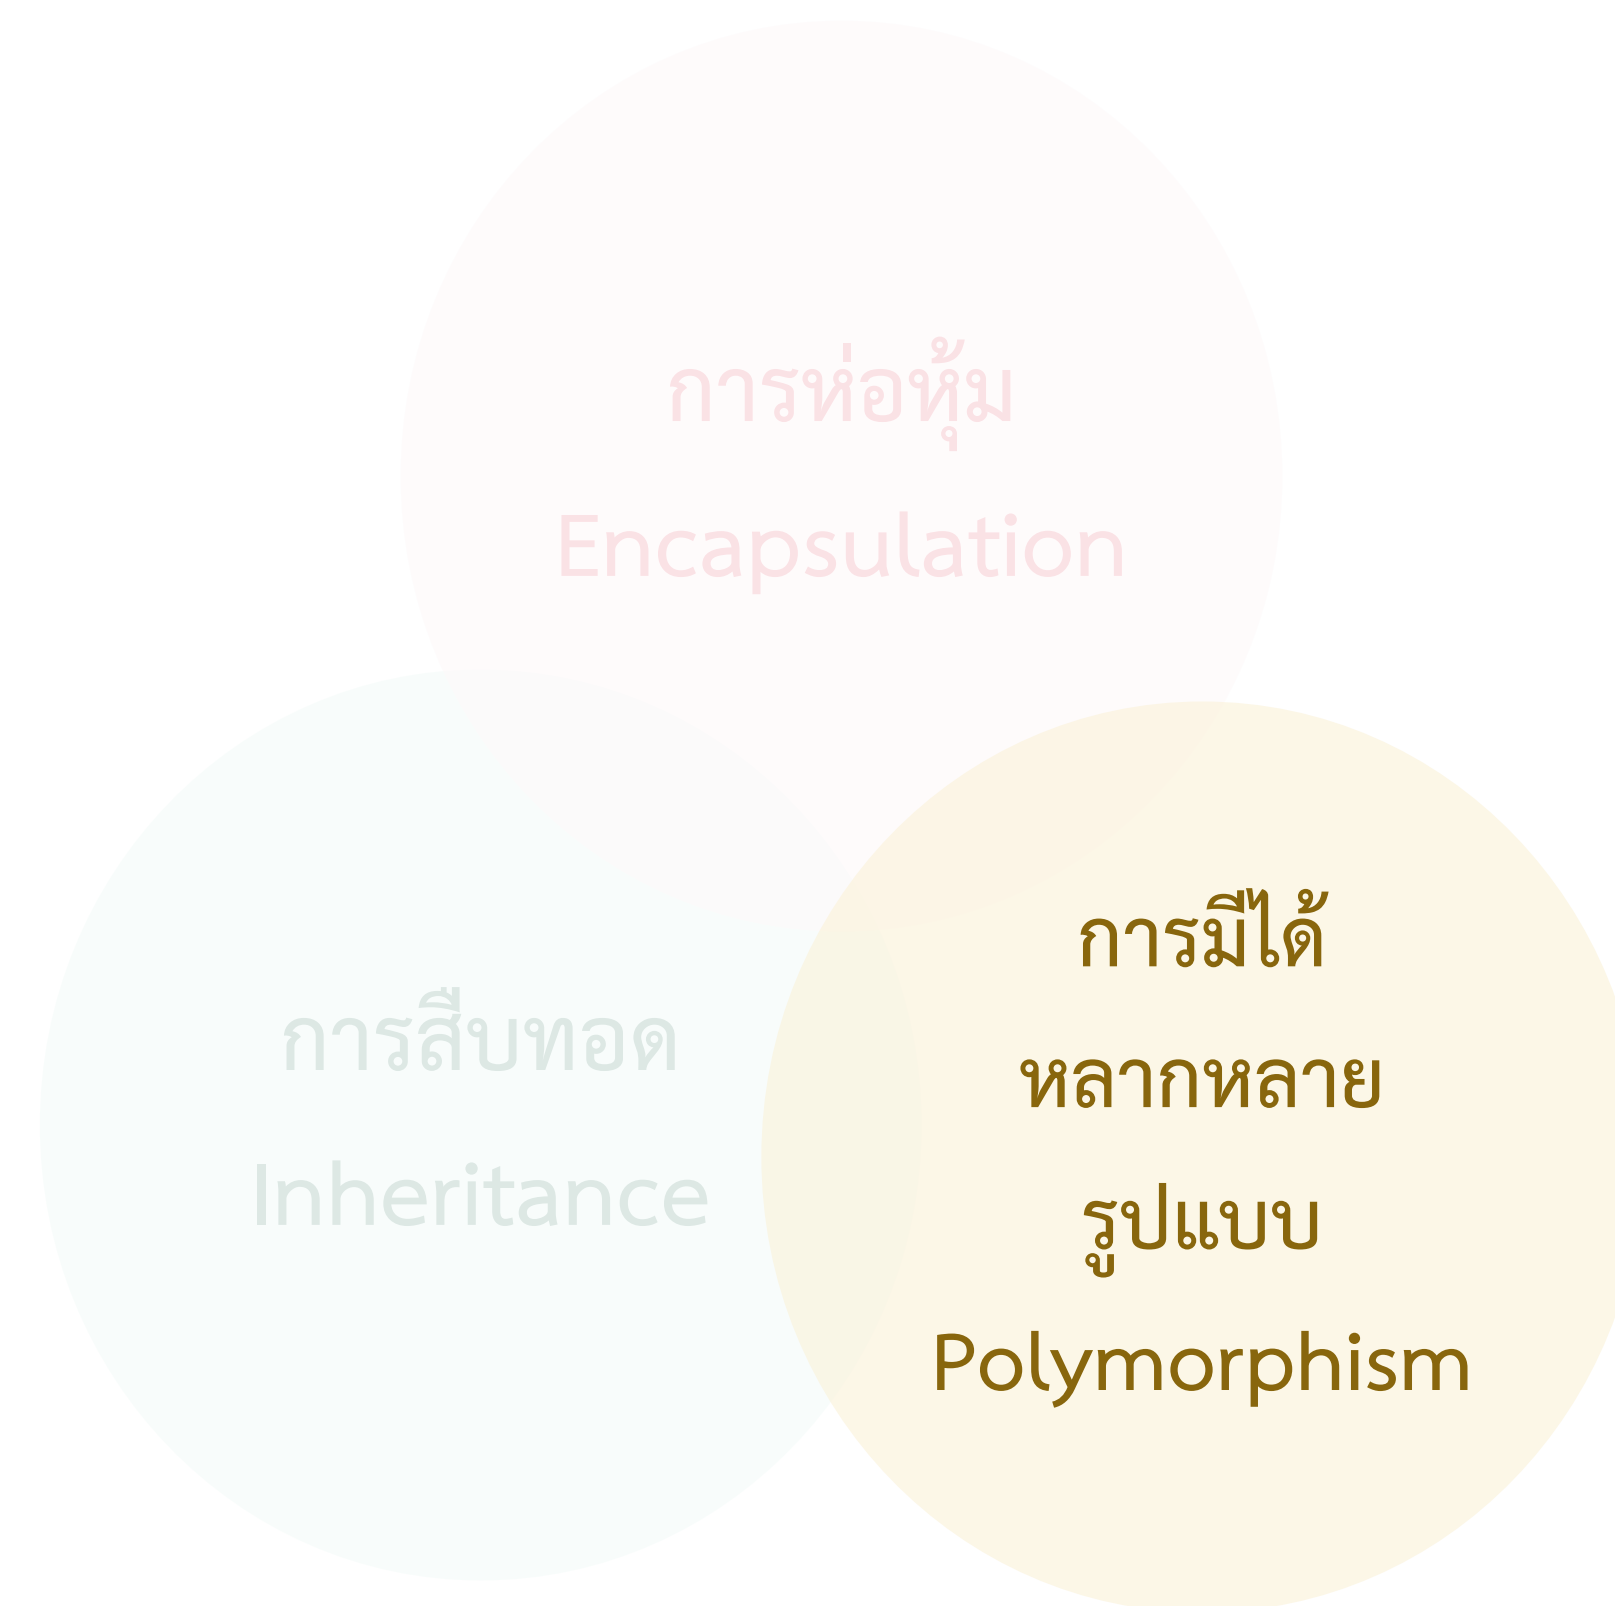 การห่อหุ้ม
Encapsulation
การสืบทอด
Inheritance
การมีได้
หลากหลาย
รูปแบบ
Polymorphism